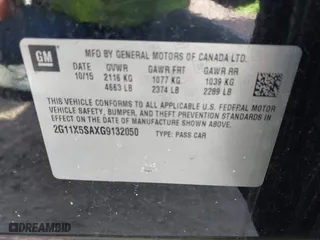 GM
MFD BY GENERAL MOTORS OF CANADA LTD.
10/15 GVWR GAWR FRT GAWR RR
2116 KG 1077 KG 1039 KG
4663 LB 2374 LB 2289 LB
THIS VEHICLE CONFORMS TO ALL APPLICABLE U.S. FEDERAL MOTOR
VEHICLE SAFETY, BUMPER, AND THEFT PREVENTION STANDARDS
IN EFFECT ON THE DATE OF MANUFACTURE SHOWN ABOVE.
2G11X5SAXG9132050 TYPE: PASS CAR
DREAMBID